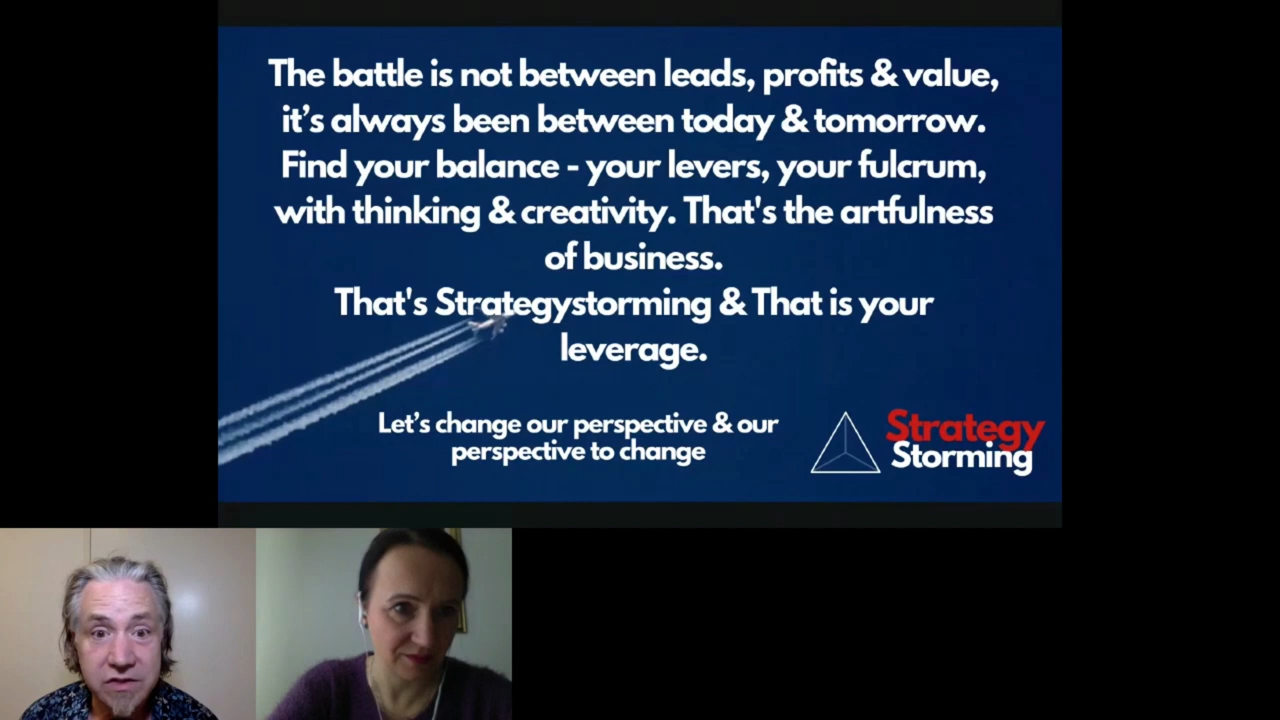 The battle is not between leads, profits & value,
it’s always been between today & tomorrow.
Find your balance - your levers, your fulcrum,
with thinking & creativity. That's the artfulness
of business.
That's Strategystorming & That is your
leverage.
Let’s change our perspective & our
perspective to change
Strategy
Storming